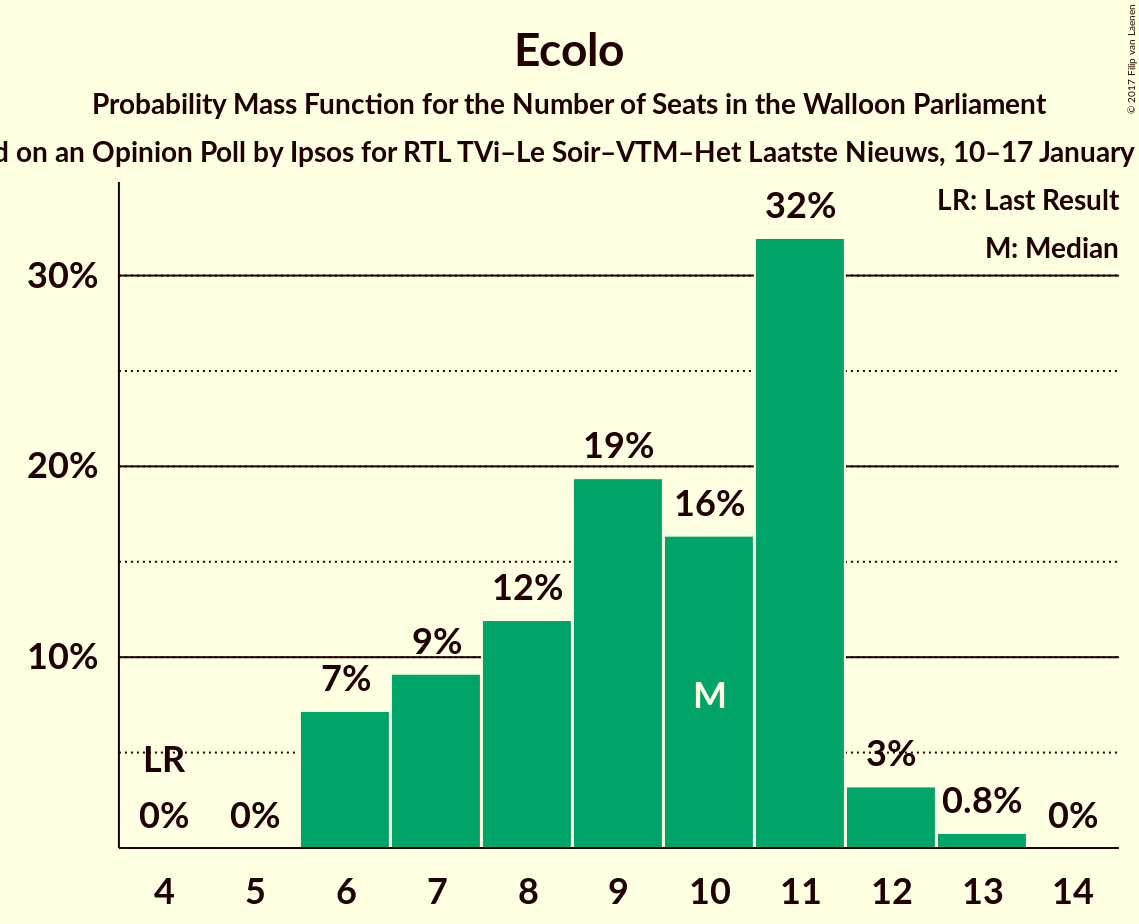 Ecolo
Probability Mass Function for the Number of Seats in the Walloon Parliament
on an Opinion Poll by Ipsos for RTL TVi–Le Soir–VTM–Het Laatste Nieuws, 10–17 January
© 2017 Filip van Laenen
LR: Last Result
M: Median
32%
30%
19%
20%
16%
12%
9%
10%
7%
M
LR
3%
0.8%
0%
0%
0%
4 5 6 7 8 9 10 11 12 13 14